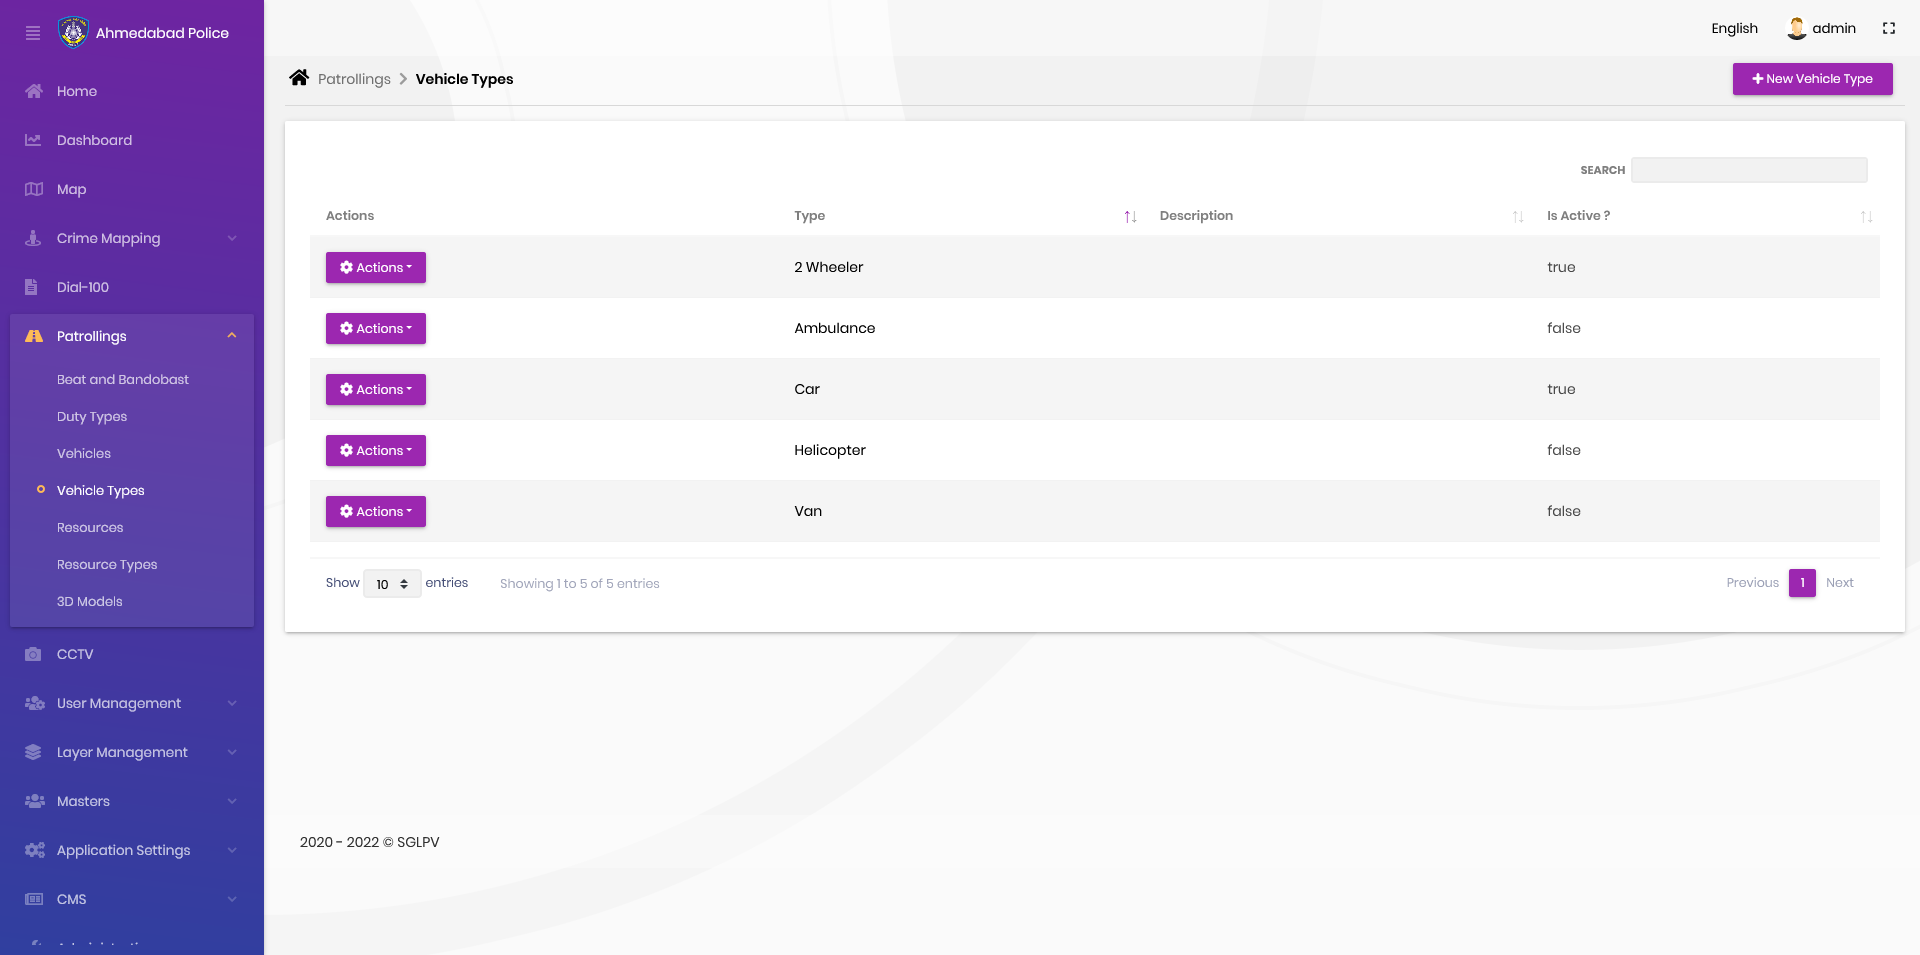 Ahmedabad Police
English
admin
Home
Dashboard
Map
Crime Mapping
Dial-100
Patrollings
Beat and Bandobast
Duty Types
Vehicles
Vehicle Types
Resources
Resource Types
3D Models
CCTV
User Management
Layer Management
Masters
Application Settings
CMS
Patrollings Vehicle Types
New Vehicle Type
SEARCH
Actions Type Description Is Active ?
Actions 2 Wheeler true
Actions Ambulance false
Actions Car true
Actions Helicopter false
Actions Van false
Show 10 entries Showing 1 to 5 of 5 entries Previous 1 Next
2020 - 2022 © SGLPV